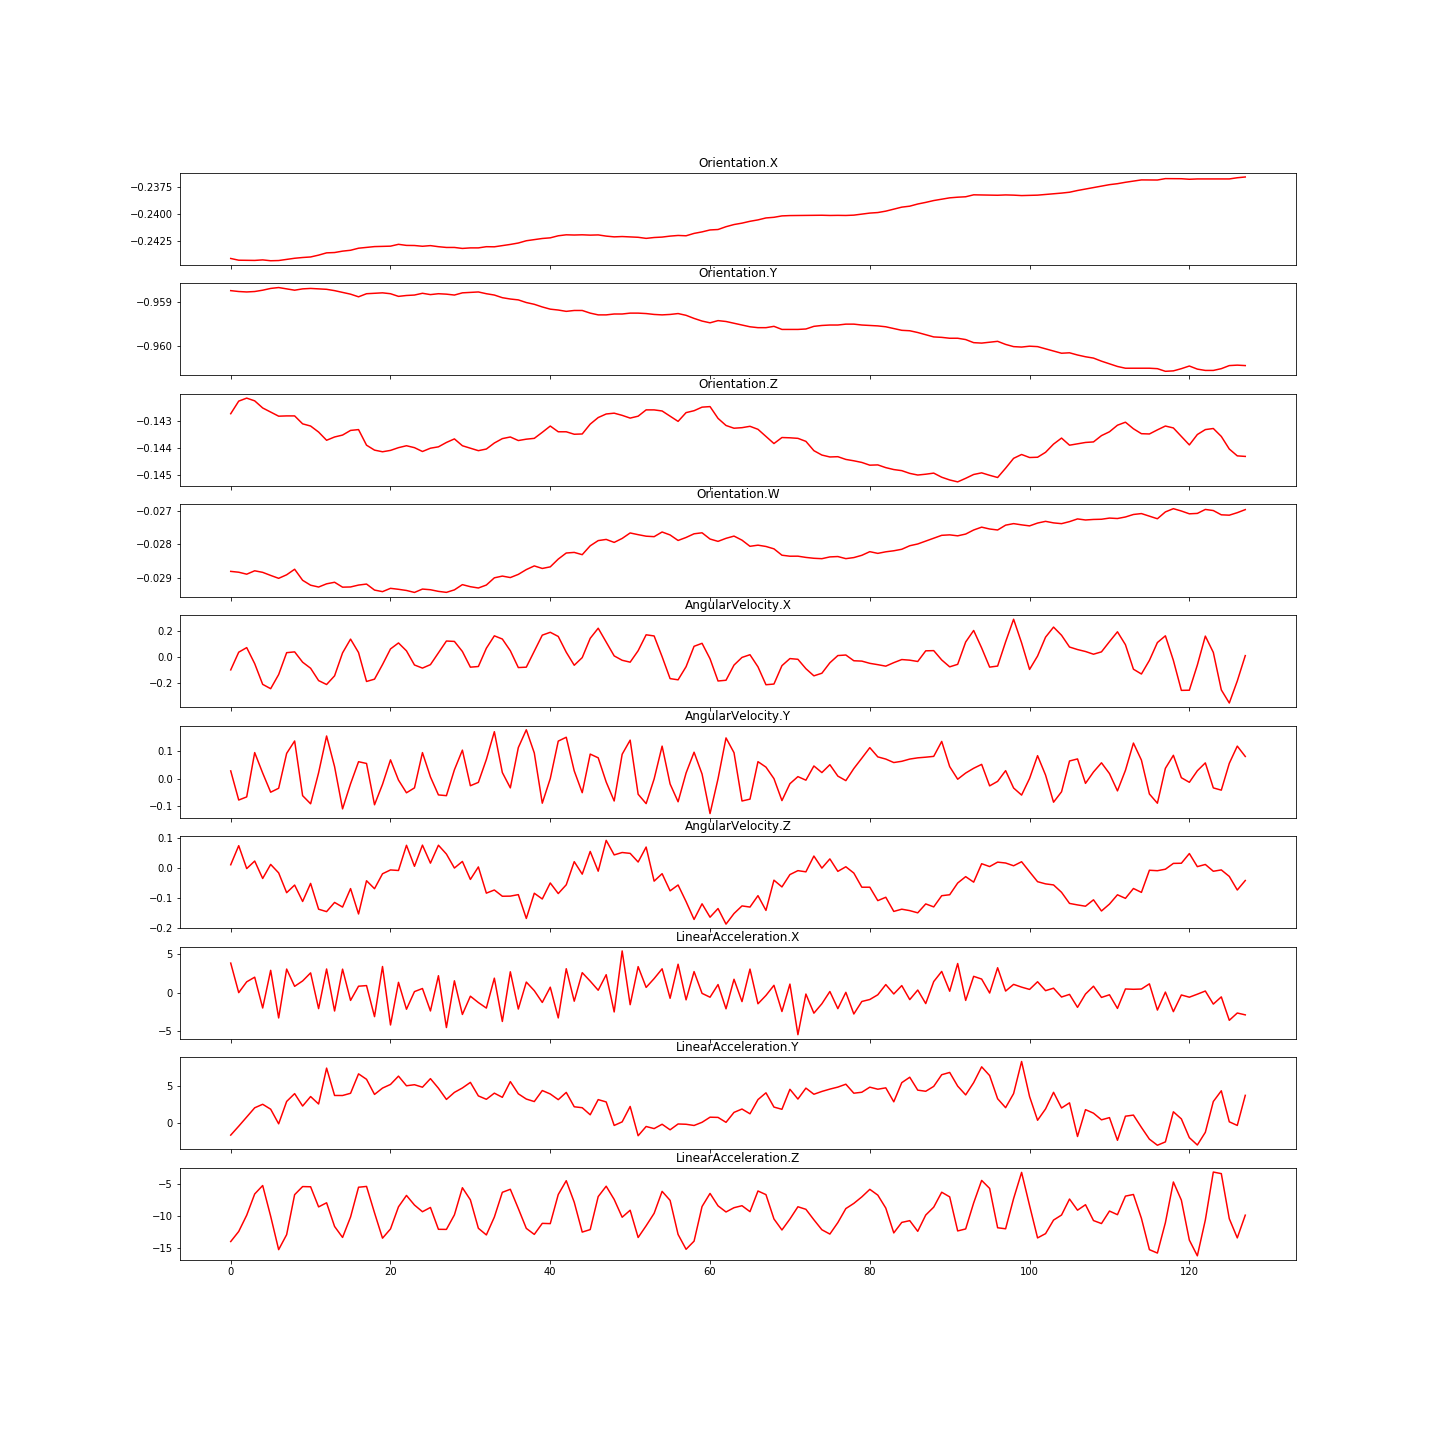 Orientation.X
−0.2375
−0.2400
−0.2425
Orientation.Y
−0.959
−0.960
Orientation.Z
−0.143
−0.144
−0.145
Orientation.W
−0.027
−0.028
−0.029
AngularVelocity.X
0.2
0.0
−0.2
AngularVelocity.Y
0.1
0.0
−0.1
AngularVelocity.Z
0.1
0.0
−0.1
−0.2
LinearAcceleration.X
5
0
−5
LinearAcceleration.Y
5
0
LinearAcceleration.Z
−5
−10
−15
0 20 40 60 80 100 120